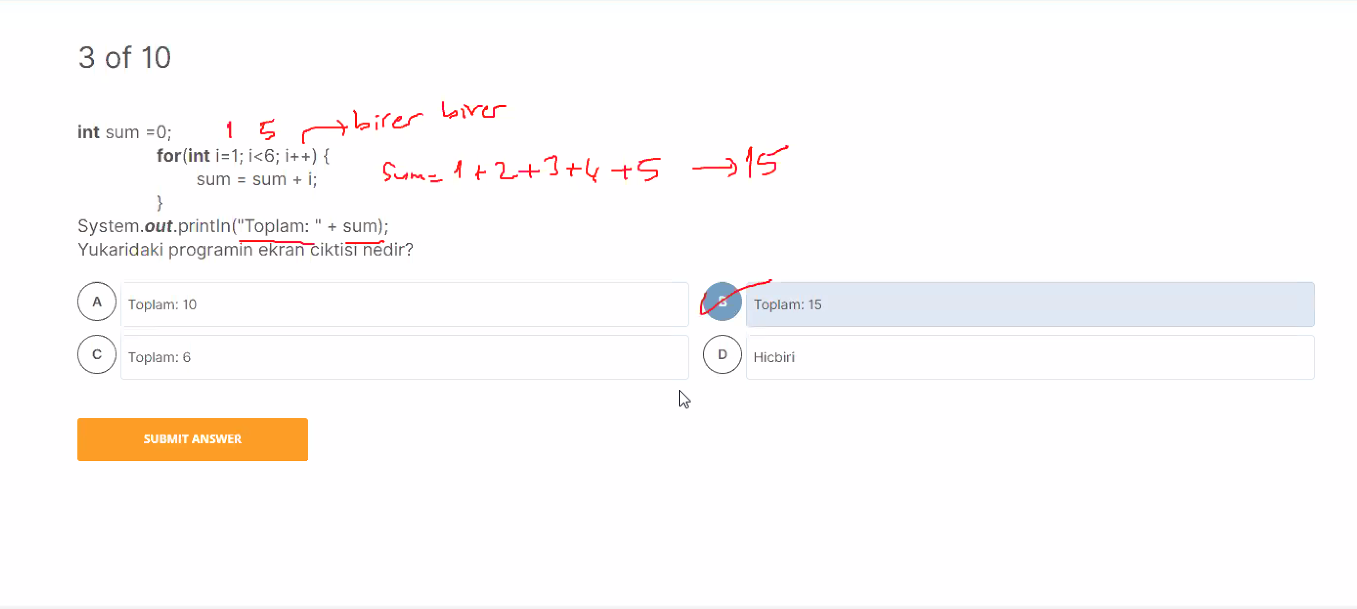 3 of 10
birer birer
int sum =0;
1 5
for(int i=1; i<6; i++) {
sum = 1 + 2 + 3 + 4 + 5 → 15
sum = sum + i;
}
System.out.println("Toplam: " + sum);
Yukaridaki programin ekran ciktisi nedir?
A Toplam: 10
B Toplam: 15
C Toplam: 6
D Hicbiri
SUBMIT ANSWER